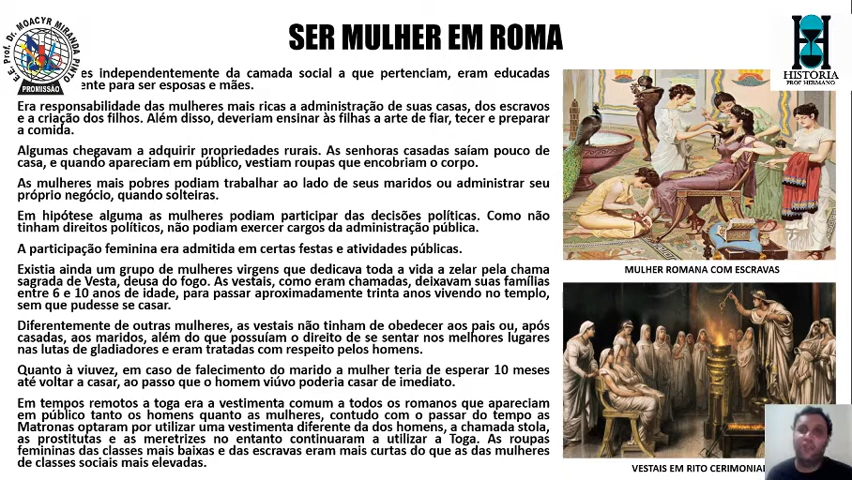 SER MULHER EM ROMA
E.E. Prof. Dr. MOACYR MIRANDA PINTO
PROMISSÃO
HISTORIA
PROF HERMANO
es independentemente da camada social a que pertenciam, eram educadas
ente para ser esposas e mães.
Era responsabilidade das mulheres mais ricas a administração de suas casas, dos escravos
e a criação dos filhos. Além disso, deveriam ensinar às filhas a arte de fiar, tecer e preparar
a comida.
Algumas chegavam a adquirir propriedades rurais. As senhoras casadas saíam pouco de
casa, e quando apareciam em público, vestiam roupas que encobriam o corpo.
As mulheres mais pobres podiam trabalhar ao lado de seus maridos ou administrar seu
próprio negócio, quando solteiras.
Em hipótese alguma as mulheres podiam participar das decisões políticas. Como não
tinham direitos políticos, não podiam exercer cargos da administração pública.
A participação feminina era admitida em certas festas e atividades públicas.
Existia ainda um grupo de mulheres virgens que dedicava toda a vida a zelar pela chama
sagrada de Vesta, deusa do fogo. As vestais, como eram chamadas, deixavam suas famílias
entre 6 e 10 anos de idade, para passar aproximadamente trinta anos vivendo no templo,
sem que pudesse se casar.
Diferentemente de outras mulheres, as vestais não tinham de obedecer aos pais ou, após
casadas, aos maridos, além do que possuíam o direito de se sentar nos melhores lugares
nas lutas de gladiadores e eram tratadas com respeito pelos homens.
Quanto à viuvez, em caso de falecimento do marido a mulher teria de esperar 10 meses
até voltar a casar, ao passo que o homem viúvo poderia casar de imediato.
Em tempos remotos a toga era a vestimenta comum a todos os romanos que apareciam
em público tanto os homens quanto as mulheres, contudo com o passar do tempo as
Matronas optaram por utilizar uma vestimenta diferente da dos homens, a chamada stola,
as prostitutas e as meretrizes no entanto continuaram a utilizar a Toga. As roupas
femininas das classes mais baixas e das escravas eram mais curtas do que as das mulheres
de classes sociais mais elevadas.
MULHER ROMANA COM ESCRAVAS
VESTAIS EM RITO CERIMONIA